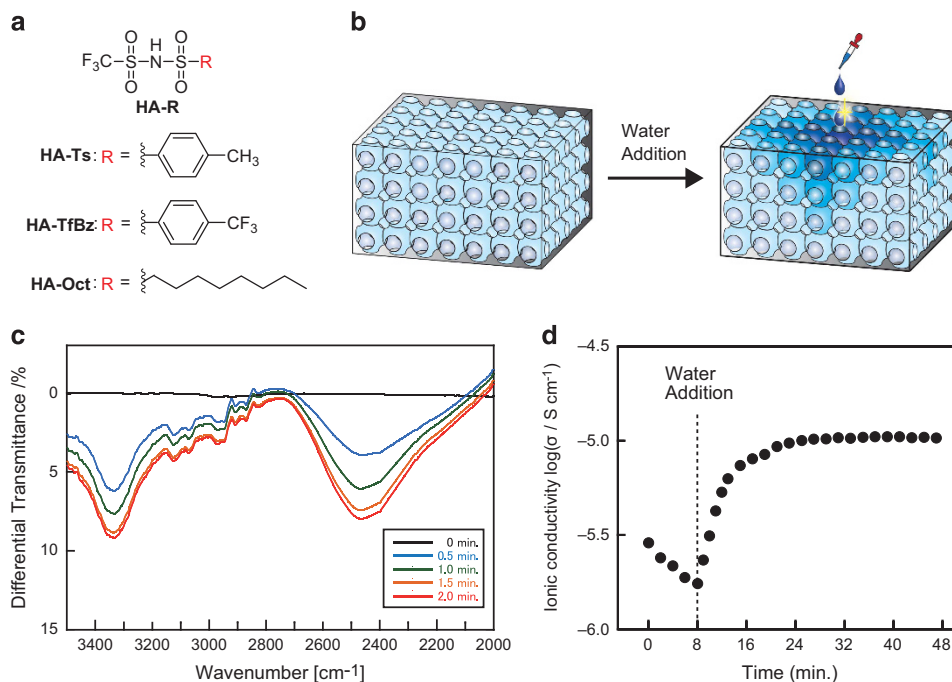 a
O H O
F₃C–S–N–S–R
O O
HA-R
HA-Ts: R = CH₃
HA-TfBz: R = CF₃
HA-Oct: R =
b
Water
Addition
c
Differential Transmittance /%
0
5
10
15
3400 3200 3000 2800 2600 2400 2200 2000
Wavenumber [cm⁻¹]
0 min.
0.5 min.
1.0 min.
1.5 min.
2.0 min.
d
Ionic conductivity log(σ / S cm⁻¹)
–4.5
–5.0
–5.5
–6.0
Water
Addition
0 8 16 24 32 40 48
Time (min.)